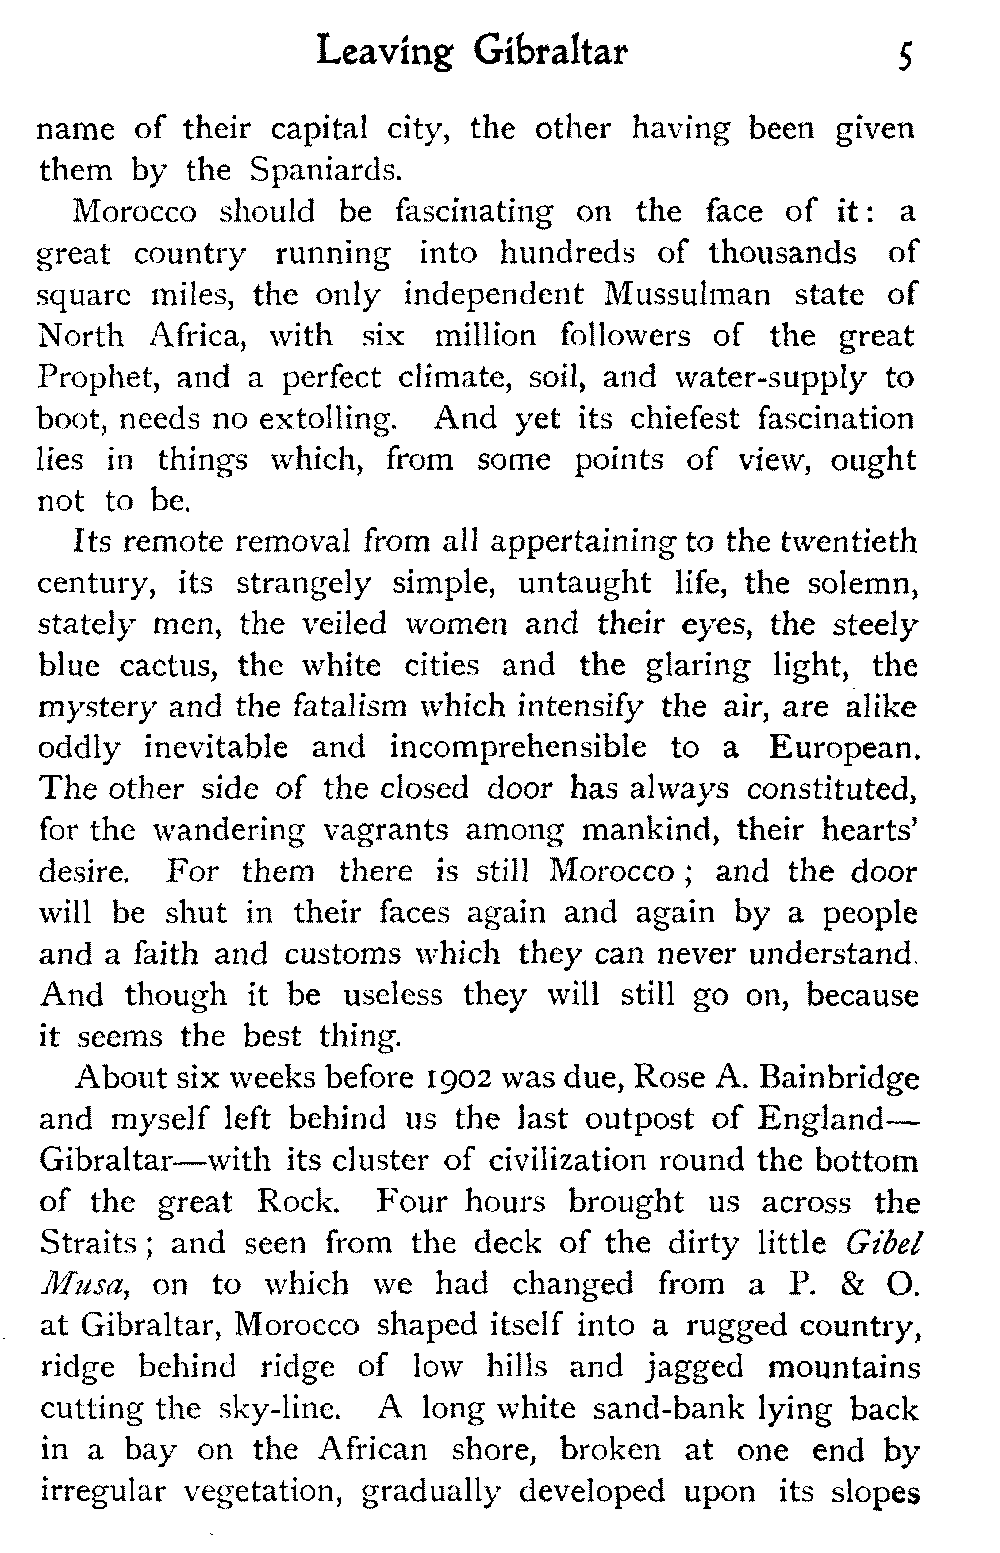 Leaving Gibraltar 5
name of their capital city, the other having been given
them by the Spaniards.
Morocco should be fascinating on the face of it: a
great country running into hundreds of thousands of
square miles, the only independent Mussulman state of
North Africa, with six million followers of the great
Prophet, and a perfect climate, soil, and water-supply to
boot, needs no extolling. And yet its chiefest fascination
lies in things which, from some points of view, ought
not to be.
Its remote removal from all appertaining to the twentieth
century, its strangely simple, untaught life, the solemn,
stately men, the veiled women and their eyes, the steely
blue cactus, the white cities and the glaring light, the
mystery and the fatalism which intensify the air, are alike
oddly inevitable and incomprehensible to a European.
The other side of the closed door has always constituted,
for the wandering vagrants among mankind, their hearts'
desire. For them there is still Morocco; and the door
will be shut in their faces again and again by a people
and a faith and customs which they can never understand.
And though it be useless they will still go on, because
it seems the best thing.
About six weeks before 1902 was due, Rose A. Bainbridge
and myself left behind us the last outpost of England—
Gibraltar—with its cluster of civilization round the bottom
of the great Rock. Four hours brought us across the
Straits; and seen from the deck of the dirty little Gibel
Musa, on to which we had changed from a P. & O.
at Gibraltar, Morocco shaped itself into a rugged country,
ridge behind ridge of low hills and jagged mountains
cutting the sky-line. A long white sand-bank lying back
in a bay on the African shore, broken at one end by
irregular vegetation, gradually developed upon its slopes